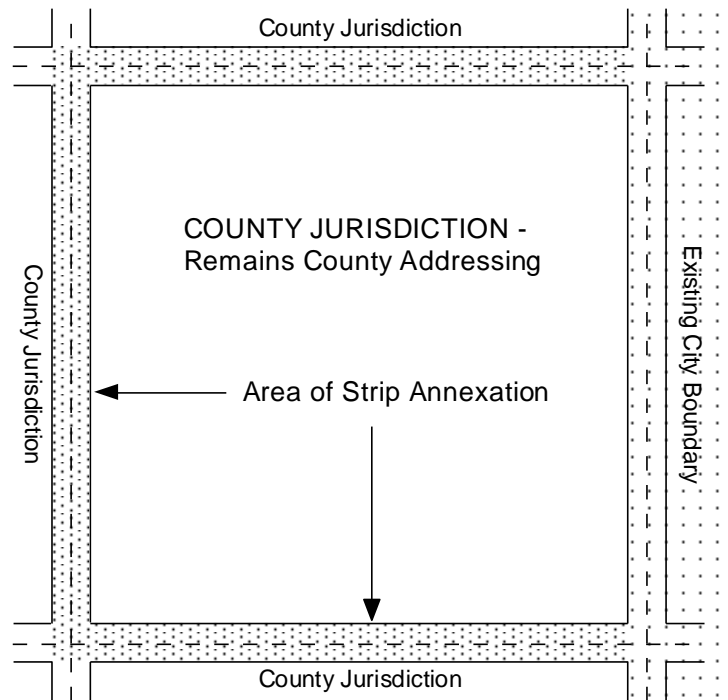 County Jurisdiction
COUNTY JURISDICTION -
Remains County Addressing
County Jurisdiction
Existing City Boundary
Area of Strip Annexation
County Jurisdiction